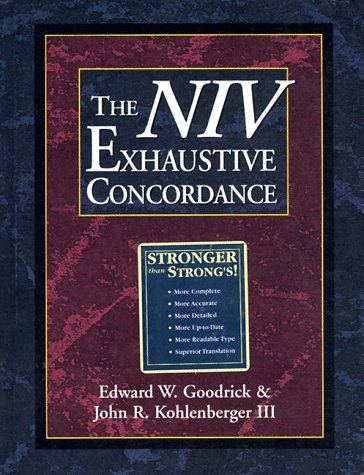 THE NIV
EXHAUSTIVE
CONCORDANCE
STRONGER
than STRONG'S!
• More Complete
• More Accurate
• More Detailed
• More Up-to-Date
• More Readable Type
• Superior Translation
Edward W. Goodrick &
John R. Kohlenberger III